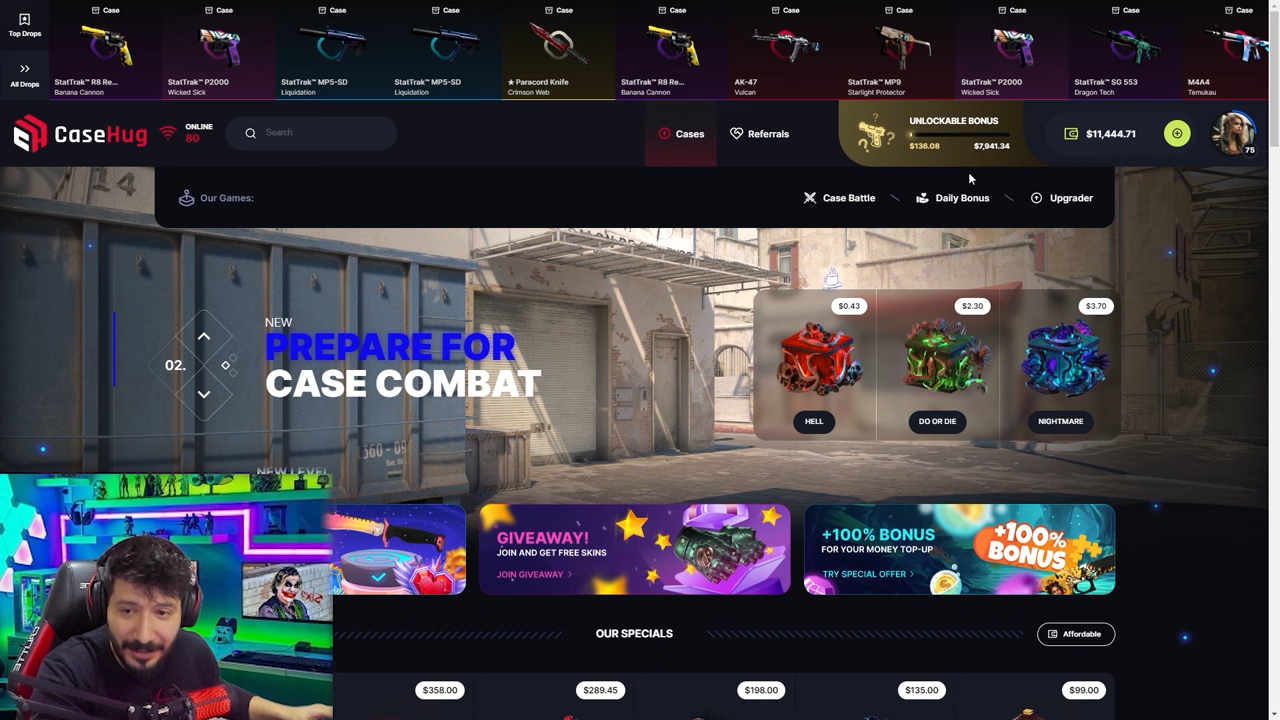 Top Drops
All Drops
Case
StatTrak™ R8 Re...
Banana Cannon
Case
StatTrak™ P2000
Wicked Sick
Case
StatTrak™ MP5-SD
Liquidation
Case
StatTrak™ MP5-SD
Liquidation
Case
★ Paracord Knife
Crimson Web
Case
StatTrak™ R8 Re...
Banana Cannon
Case
AK-47
Vulcan
Case
StatTrak™ MP9
Starlight Protector
Case
StatTrak™ P2000
Wicked Sick
Case
StatTrak™ SG 553
Dragon Tech
Case
M4A4
Temukau
CaseHug
ONLINE
80
Search
Cases
Referrals
UNLOCKABLE BONUS
$136.08
$7,941.34
$11,444.71
75
Our Games:
Case Battle
Daily Bonus
Upgrader
14
02.
NEW
PREPARE FOR
CASE COMBAT
$0.43
$2.30
$3.70
HELL
DO OR DIE
NIGHTMARE
1360-09
NEW LEVEL
GIVEAWAY!
JOIN AND GET FREE SKINS
JOIN GIVEAWAY >
+100% BONUS
FOR YOUR MONEY TOP-UP
TRY SPECIAL OFFER >
+100%
BONUS
OUR SPECIALS
Affordable
$358.00
$289.45
$198.00
$135.00
$99.00